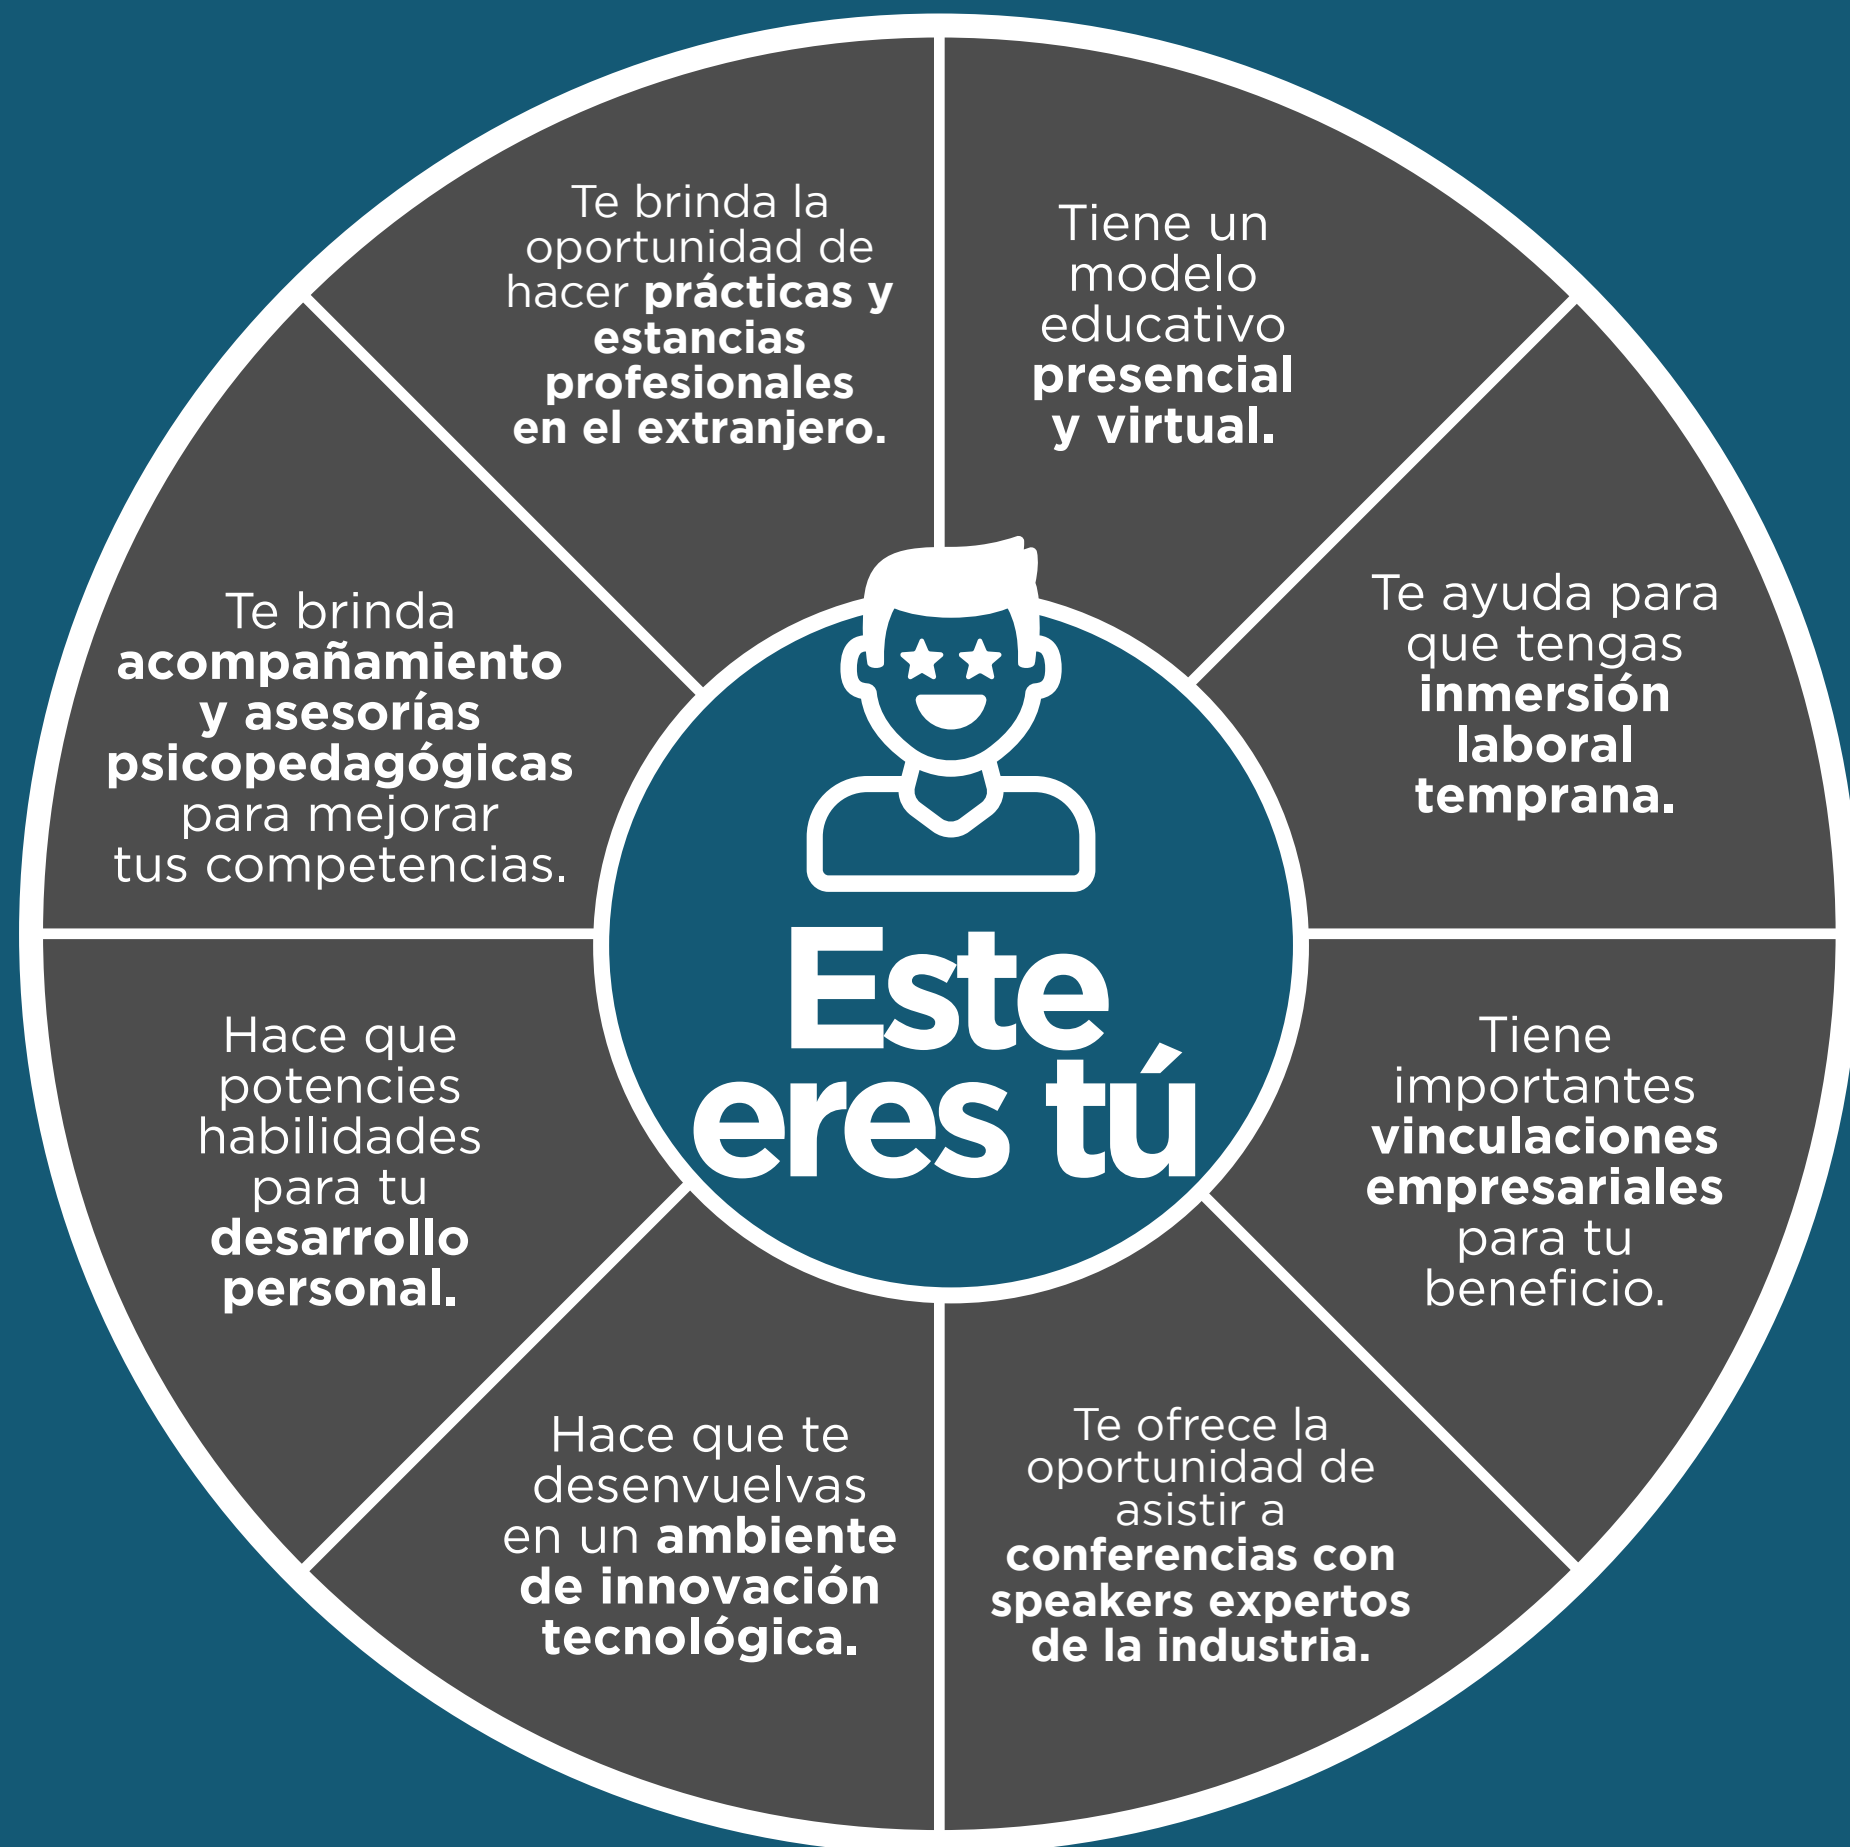 Te brinda la
oportunidad de
hacer prácticas y
estancias
profesionales
en el extranjero.
Tiene un
modelo
educativo
presencial
y virtual.
Te ayuda para
que tengas
inmersión
laboral
temprana.
Tiene
importantes
vinculaciones
empresariales
para tu
beneficio.
Te ofrece la
oportunidad de
asistir a
conferencias con
speakers expertos
de la industria.
Hace que te
desenvuelvas
en un ambiente
de innovación
tecnológica.
Hace que
potencies
habilidades
para tu
desarrollo
personal.
Te brinda
acompañamiento
y asesorías
psicopedagógicas
para mejorar
tus competencias.
Este
eres tú